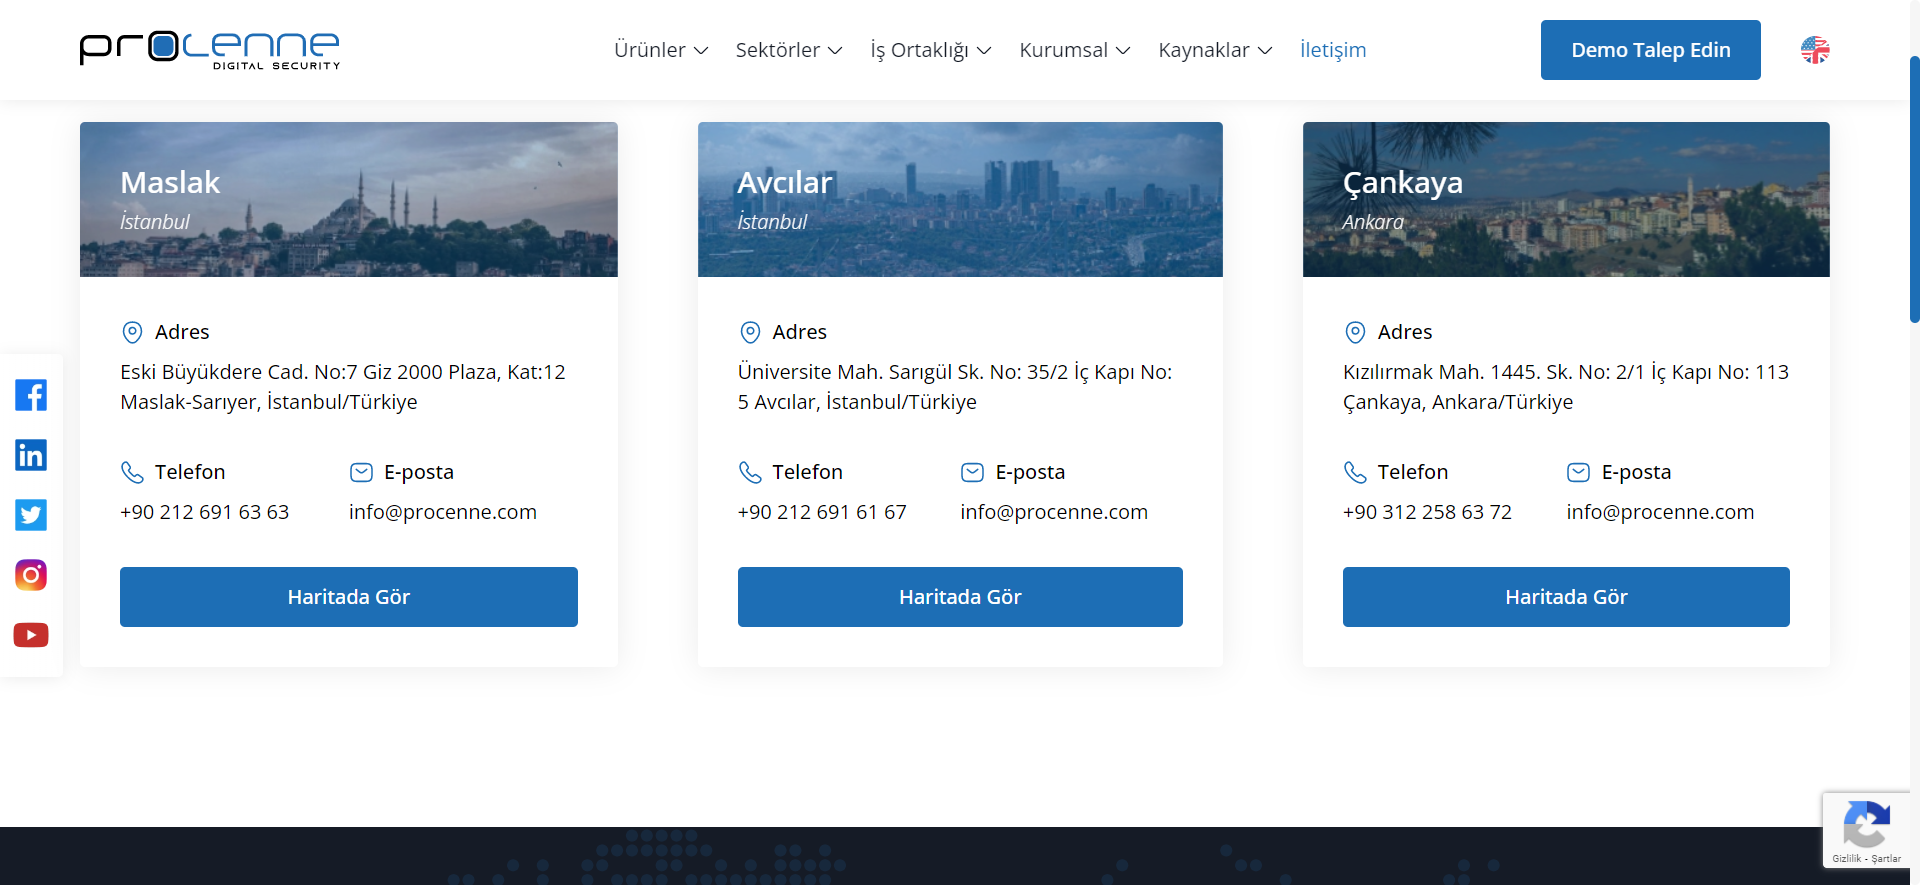 procenne
DIGITAL SECURITY
Ürünler
Sektörler
İş Ortaklığı
Kurumsal
Kaynaklar
İletişim
Demo Talep Edin
Maslak
İstanbul
Adres
Eski Büyükdere Cad. No:7 Giz 2000 Plaza, Kat:12
Maslak-Sarıyer, İstanbul/Türkiye
Telefon
+90 212 691 63 63
E-posta
info@procenne.com
Haritada Gör
Avcılar
İstanbul
Adres
Üniversite Mah. Sarıgül Sk. No: 35/2 İç Kapı No:
5 Avcılar, İstanbul/Türkiye
Telefon
+90 212 691 61 67
E-posta
info@procenne.com
Haritada Gör
Çankaya
Ankara
Adres
Kızılırmak Mah. 1445. Sk. No: 2/1 İç Kapı No: 113
Çankaya, Ankara/Türkiye
Telefon
+90 312 258 63 72
E-posta
info@procenne.com
Haritada Gör
Gizlilik - Şartlar